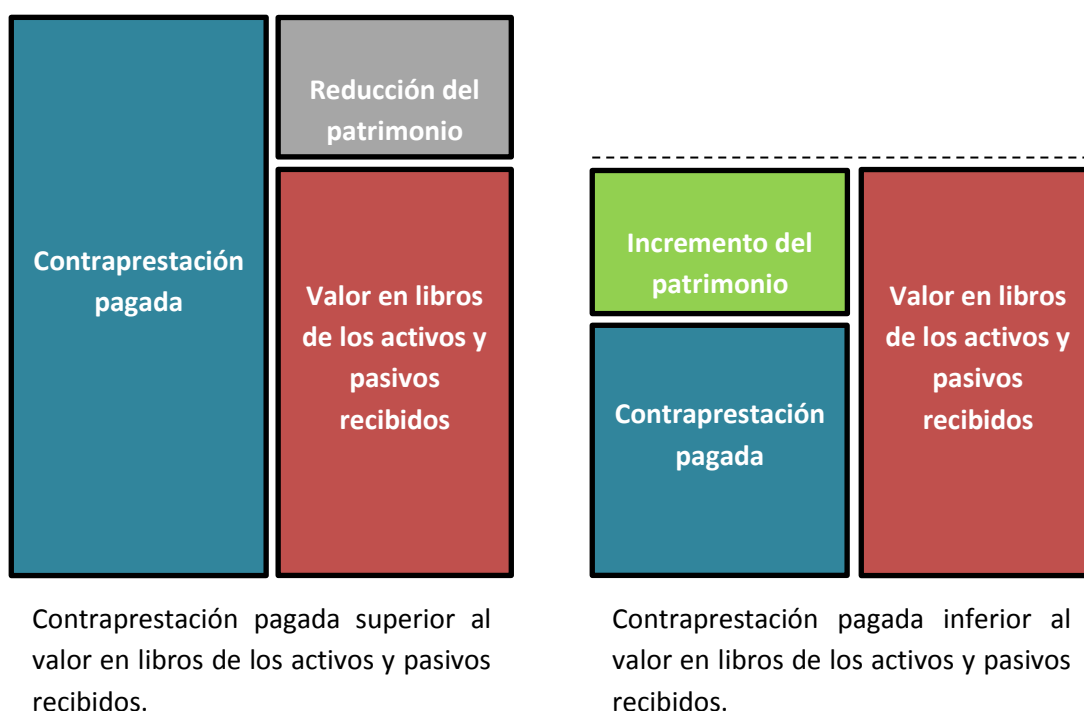 Contraprestación
pagada
Reducción del
patrimonio
Valor en libros
de los activos y
pasivos
recibidos
Contraprestación pagada superior al
valor en libros de los activos y pasivos
recibidos.
Incremento del
patrimonio
Contraprestación
pagada
Valor en libros
de los activos y
pasivos
recibidos
Contraprestación pagada inferior al
valor en libros de los activos y pasivos
recibidos.